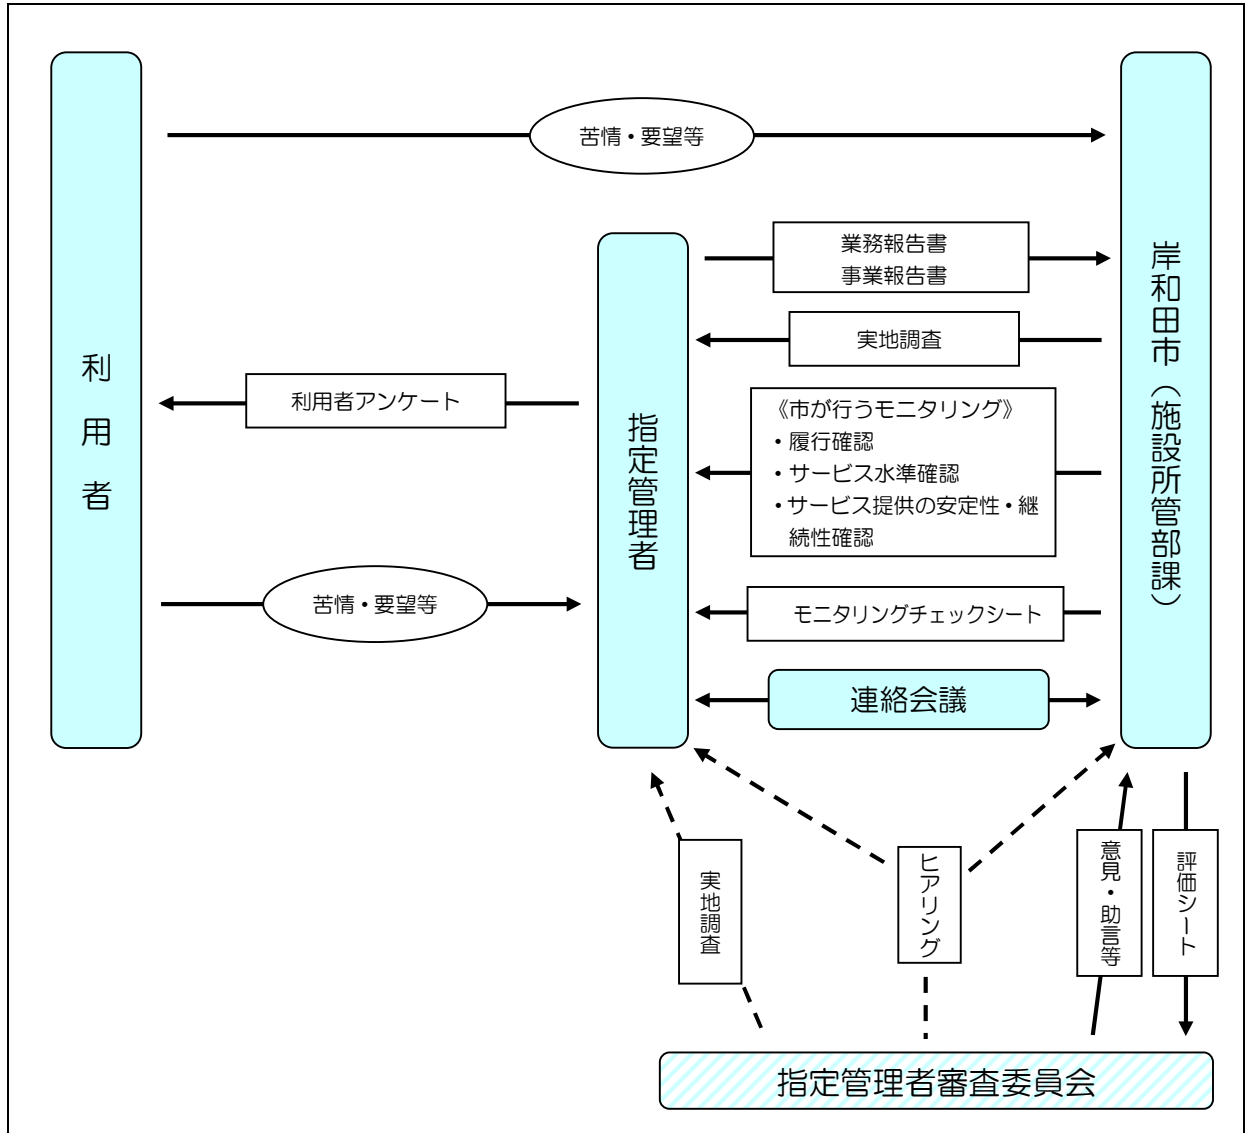 苦情・要望等
業務報告書
事業報告書
実地調査
利用者アンケート
《市が行うモニタリング》
・履行確認
・サービス水準確認
・サービス提供の安定性・継
続性確認
苦情・要望等
モニタリングチェックシート
連絡会議
利用者
指定管理者
岸和田市（施設所管部課）
実地調査
ヒアリング
意見・助言等
評価シート
指定管理者審査委員会